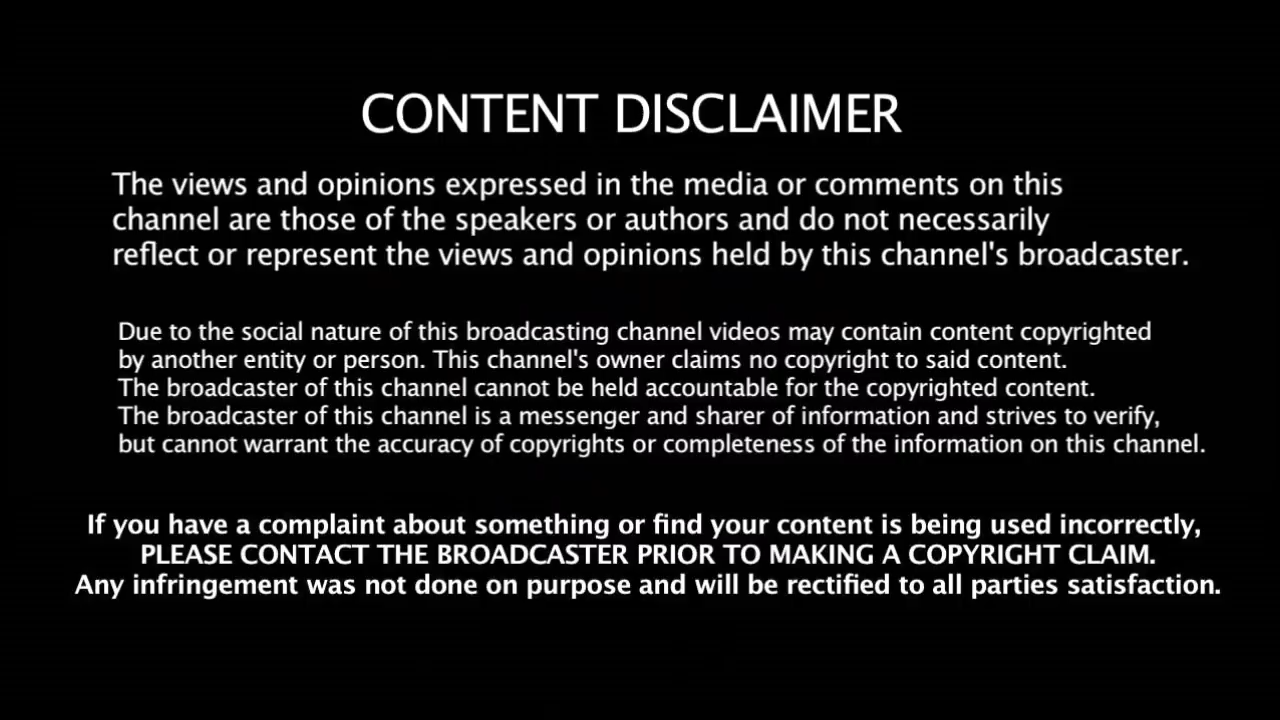 CONTENT DISCLAIMER
The views and opinions expressed in the media or comments on this
channel are those of the speakers or authors and do not necessarily
reflect or represent the views and opinions held by this channel's broadcaster.
Due to the social nature of this broadcasting channel videos may contain content copyrighted
by another entity or person. This channel's owner claims no copyright to said content.
The broadcaster of this channel cannot be held accountable for the copyrighted content.
The broadcaster of this channel is a messenger and sharer of information and strives to verify,
but cannot warrant the accuracy of copyrights or completeness of the information on this channel.
If you have a complaint about something or find your content is being used incorrectly,
PLEASE CONTACT THE BROADCASTER PRIOR TO MAKING A COPYRIGHT CLAIM.
Any infringement was not done on purpose and will be rectified to all parties satisfaction.